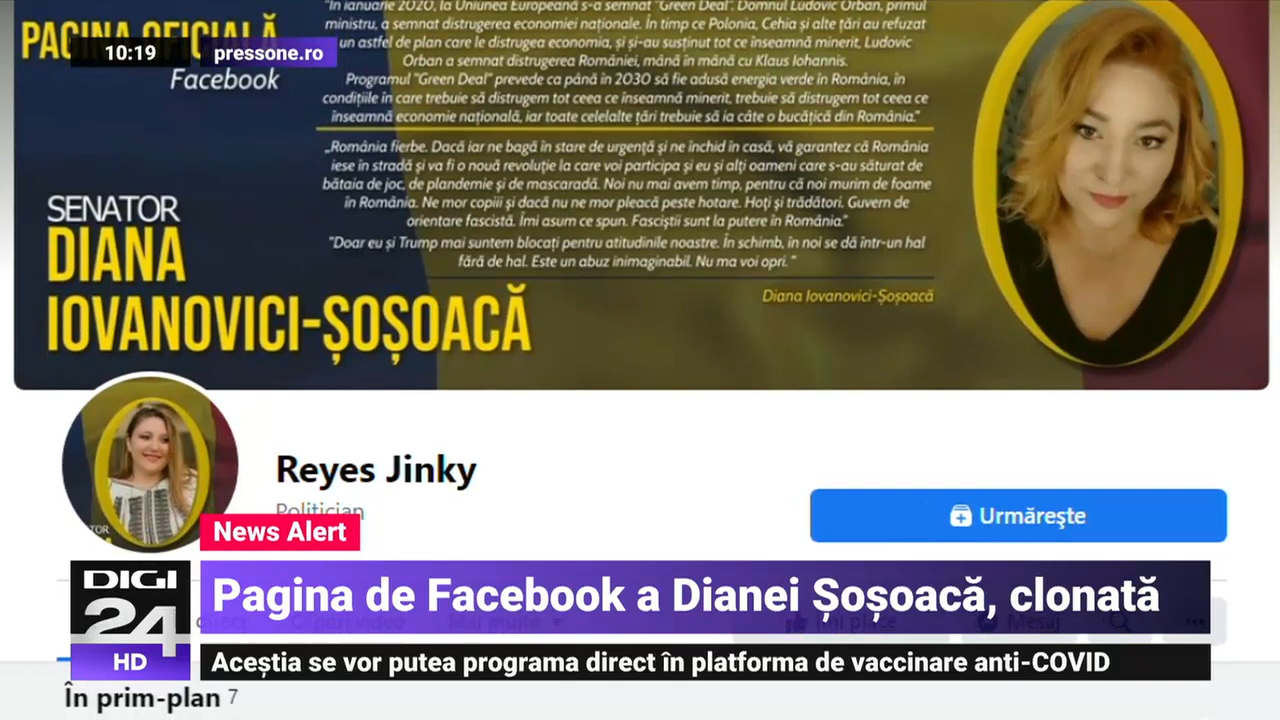 "În ianuarie 2020, la Uniunea Europeană s-a semnat "Green Deal". Domnul Ludovic Orban, primul
ministru, a semnat distrugerea economiei naționale. În timp ce Polonia, Cehia și alte țări au refuzat
PAGINA OFICIALĂ
un astfel de plan care le distrugea economia, și și-au susținut tot ce înseamnă minerit, Ludovic
10:19
pressone.ro
Orban a semnat distrugerea României, mână în mână cu Klaus Iohannis.
Facebook
Programul "Green Deal" prevede ca până în 2030 să fie adusă energia verde în România, în
condițiile în care trebuie să distrugem tot ceea ce înseamnă minerit, trebuie să distrugem tot ceea ce
înseamnă economie națională, iar toate celelalte țări trebuie să ia câte o bucățică din România."
„România fierbe. Dacă iar ne bagă în stare de urgență și ne închid în casă, vă garantez că România
iese în stradă și va fi o nouă revoluție la care voi participa și eu și alți oameni care s-au săturat de
bătaia de joc, de plandemie și de mascaradă. Noi nu mai avem timp, pentru că noi murim de foame
în România. Ne mor copiii și dacă nu ne mor pleacă peste hotare. Hoți și trădători. Guvern de
orientare fascistă. Îmi asum ce spun. Fasciștii sunt la putere în România."
"Doar eu și Trump mai suntem blocați pentru atitudinile noastre. În schimb, în noi se dă într-un hal
fără de hal. Este un abuz inimaginabil. Nu ma voi opri. "
Diana Iovanovici-Șoșoacă
SENATOR
DIANA
IOVANOVICI-ȘOȘOACĂ
Reyes Jinky
Politician
Urmărește
TOR
News Alert
DIGI
24
HD
Pagina de Facebook a Dianei Șoșoacă, clonată
Mai multe
Îmi place
Mesaj
Aceștia se vor putea programa direct în platforma de vaccinare anti-COVID
În prim-plan 7